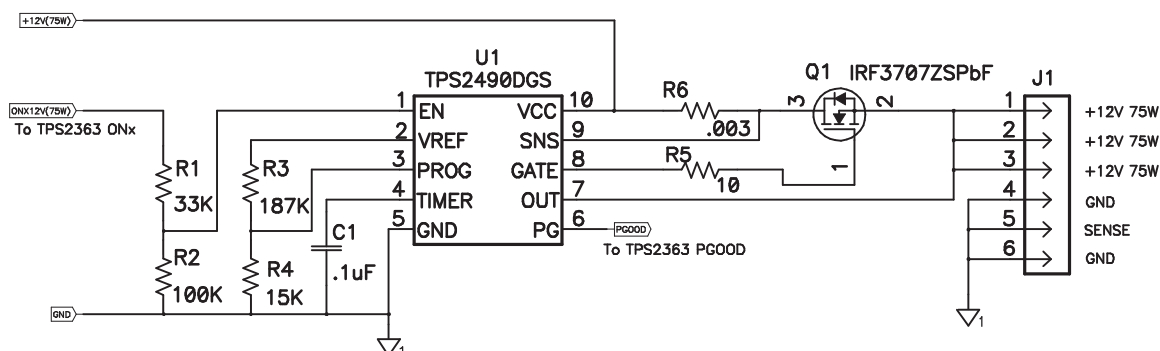 +12V(75W)
U1
TPS2490DGS
Q1 IRF3707ZSPbF
J1
ONX12V(75W)
To TPS2363 ONx
R1
33K
R2
100K
R3
187K
R4
15K
C1
.1uF
1 EN VCC 10
2 VREF SNS 9
3 PROG GATE 8
4 TIMER OUT 7
5 GND PG 6
R6
.003
R5
10
3 2
1
PGOOD
To TPS2363 PGOOD
1 +12V 75W
2 +12V 75W
3 +12V 75W
4 GND
5 SENSE
6 GND
GND
1
1